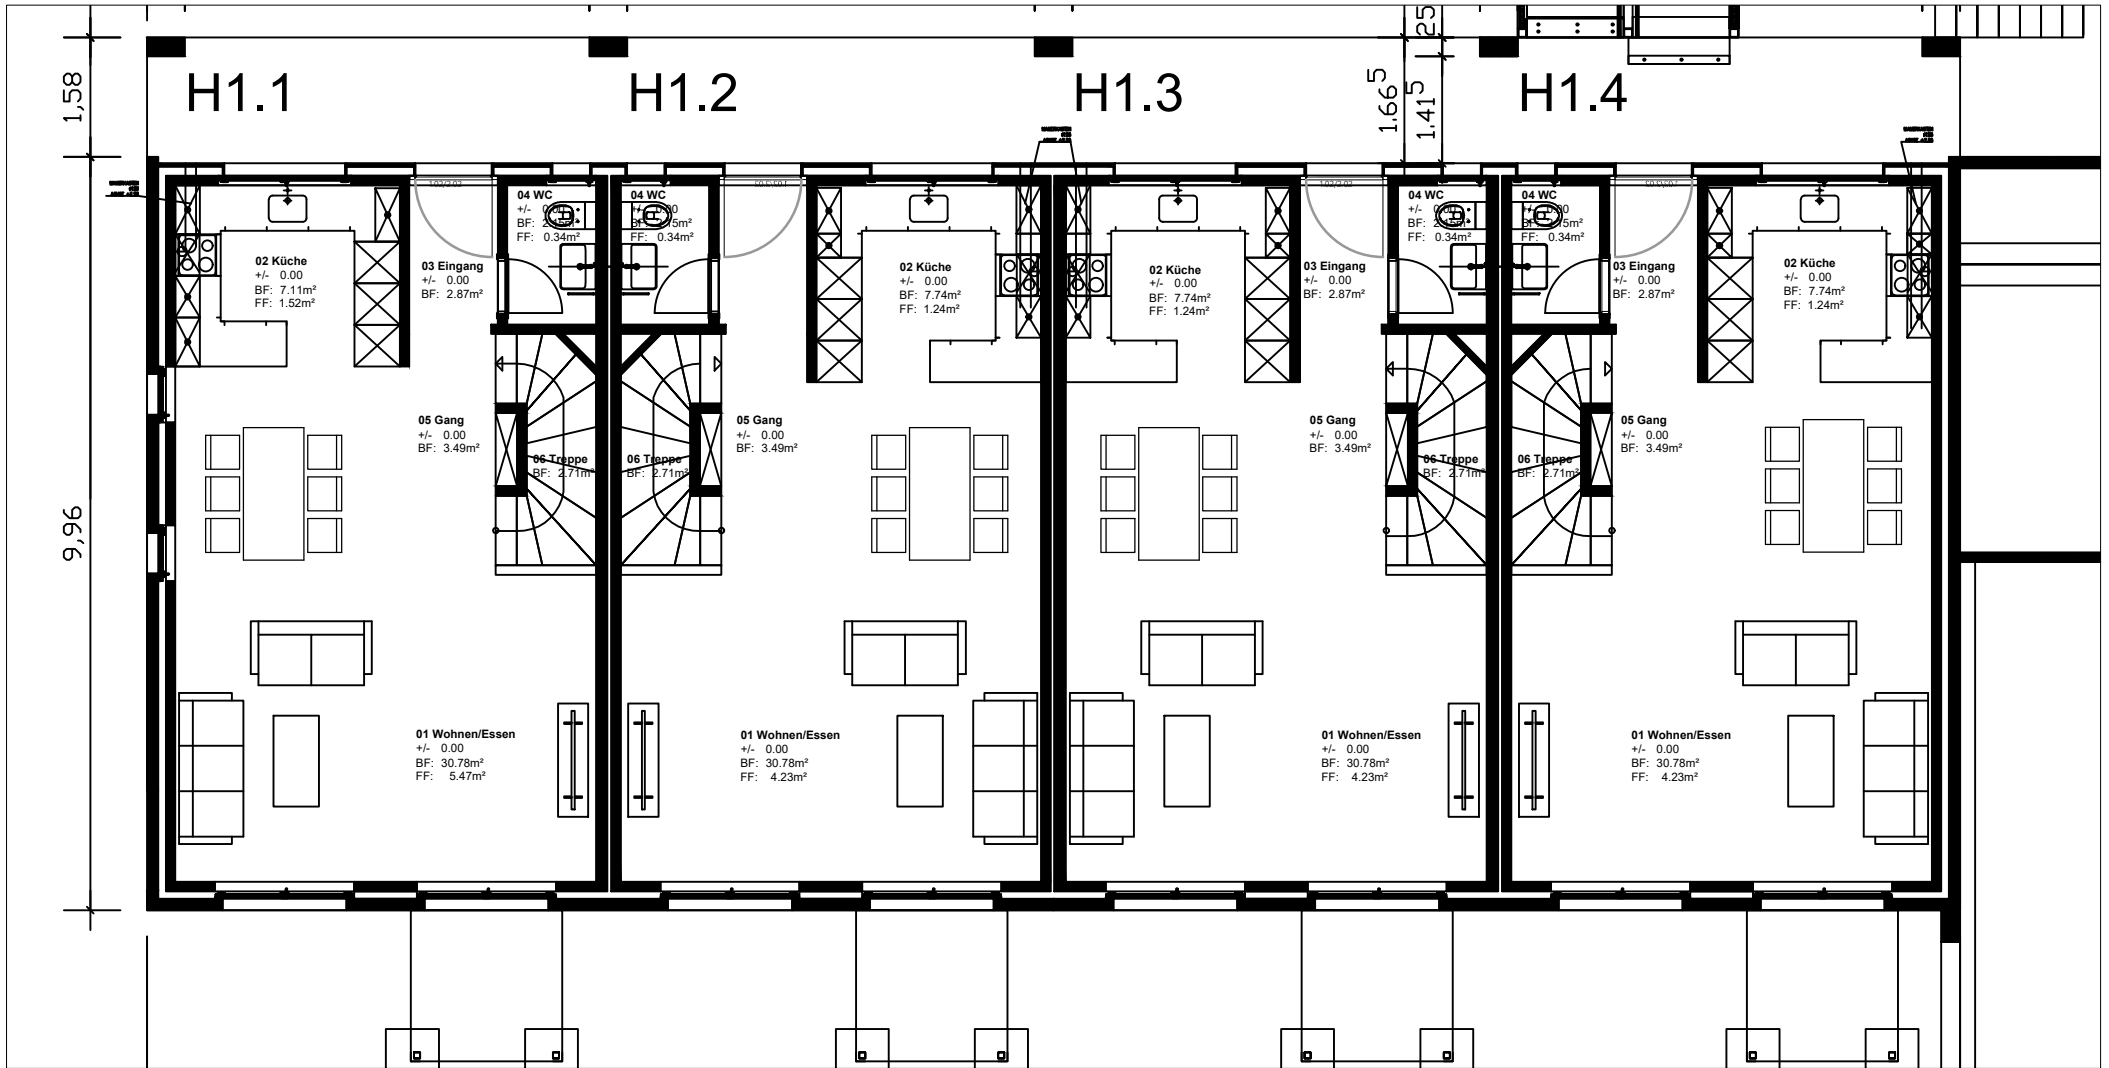 1,58
H1.1
H1.2
H1.3
H1.4
25
1.66⁵
1.41⁵
9,96
04 WC
+/-
BF:
FF: 0.34m²
04 WC
FF: 0.34m²
04 WC
+/-
BF:
FF: 0.34m²
04 WC
FF: 0.34m²
02 Küche
+/- 0.00
BF: 7.11m²
FF: 1.52m²
03 Eingang
+/- 0.00
BF: 2.87m²
02 Küche
+/- 0.00
BF: 7.74m²
FF: 1.24m²
02 Küche
+/- 0.00
BF: 7.74m²
FF: 1.24m²
03 Eingang
+/- 0.00
BF: 2.87m²
03 Eingang
+/- 0.00
BF: 2.87m²
02 Küche
+/- 0.00
BF: 7.74m²
FF: 1.24m²
05 Gang
+/- 0.00
BF: 3.49m²
06 Treppe
BF: 2.71m²
06 Treppe
BF: 2.71m²
05 Gang
+/- 0.00
BF: 3.49m²
05 Gang
+/- 0.00
BF: 3.49m²
06 Treppe
BF: 2.71m²
06 Treppe
BF: 2.71m²
05 Gang
+/- 0.00
BF: 3.49m²
01 Wohnen/Essen
+/- 0.00
BF: 30.78m²
FF: 5.47m²
01 Wohnen/Essen
+/- 0.00
BF: 30.78m²
FF: 4.23m²
01 Wohnen/Essen
+/- 0.00
BF: 30.78m²
FF: 4.23m²
01 Wohnen/Essen
+/- 0.00
BF: 30.78m²
FF: 4.23m²